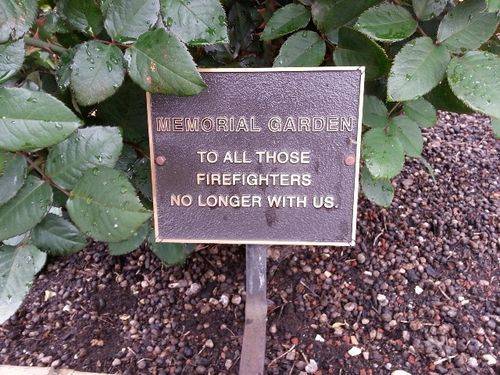 MEMORIAL GARDEN
TO ALL THOSE
FIREFIGHTERS
NO LONGER WITH US.